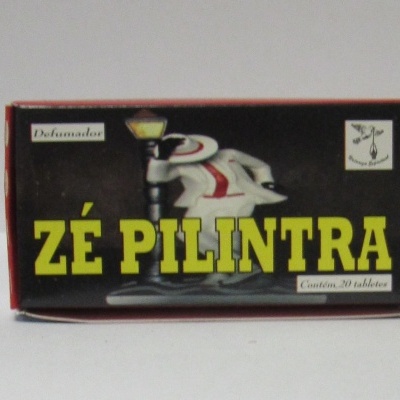 Defumador
ZÉ PILINTRA
Contém, 20 tabletes